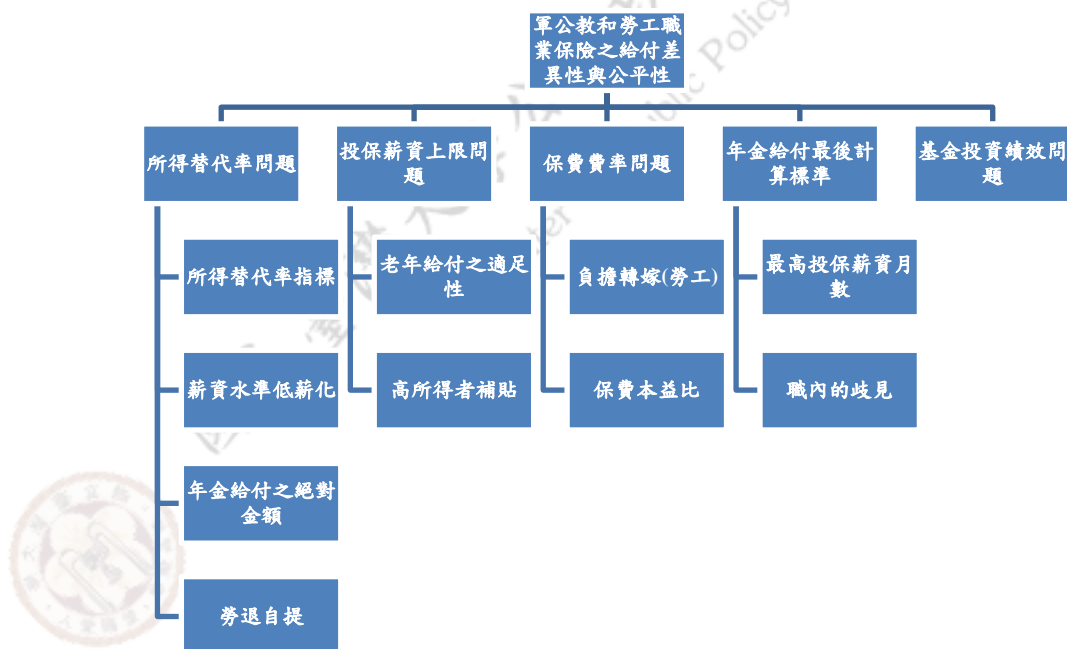 軍公教和勞工職
業保險之給付差
異性與公平性
所得替代率問題
投保薪資上限問
題
保費費率問題
年金給付最後計
算標準
基金投資績效問
題
所得替代率指標
老年給付之適足
性
負擔轉嫁(勞工)
最高投保薪資月
數
薪資水準低薪化
高所得者補貼
保費本益比
職內的歧見
年金給付之絕對
金額
勞退自提
Public Policy